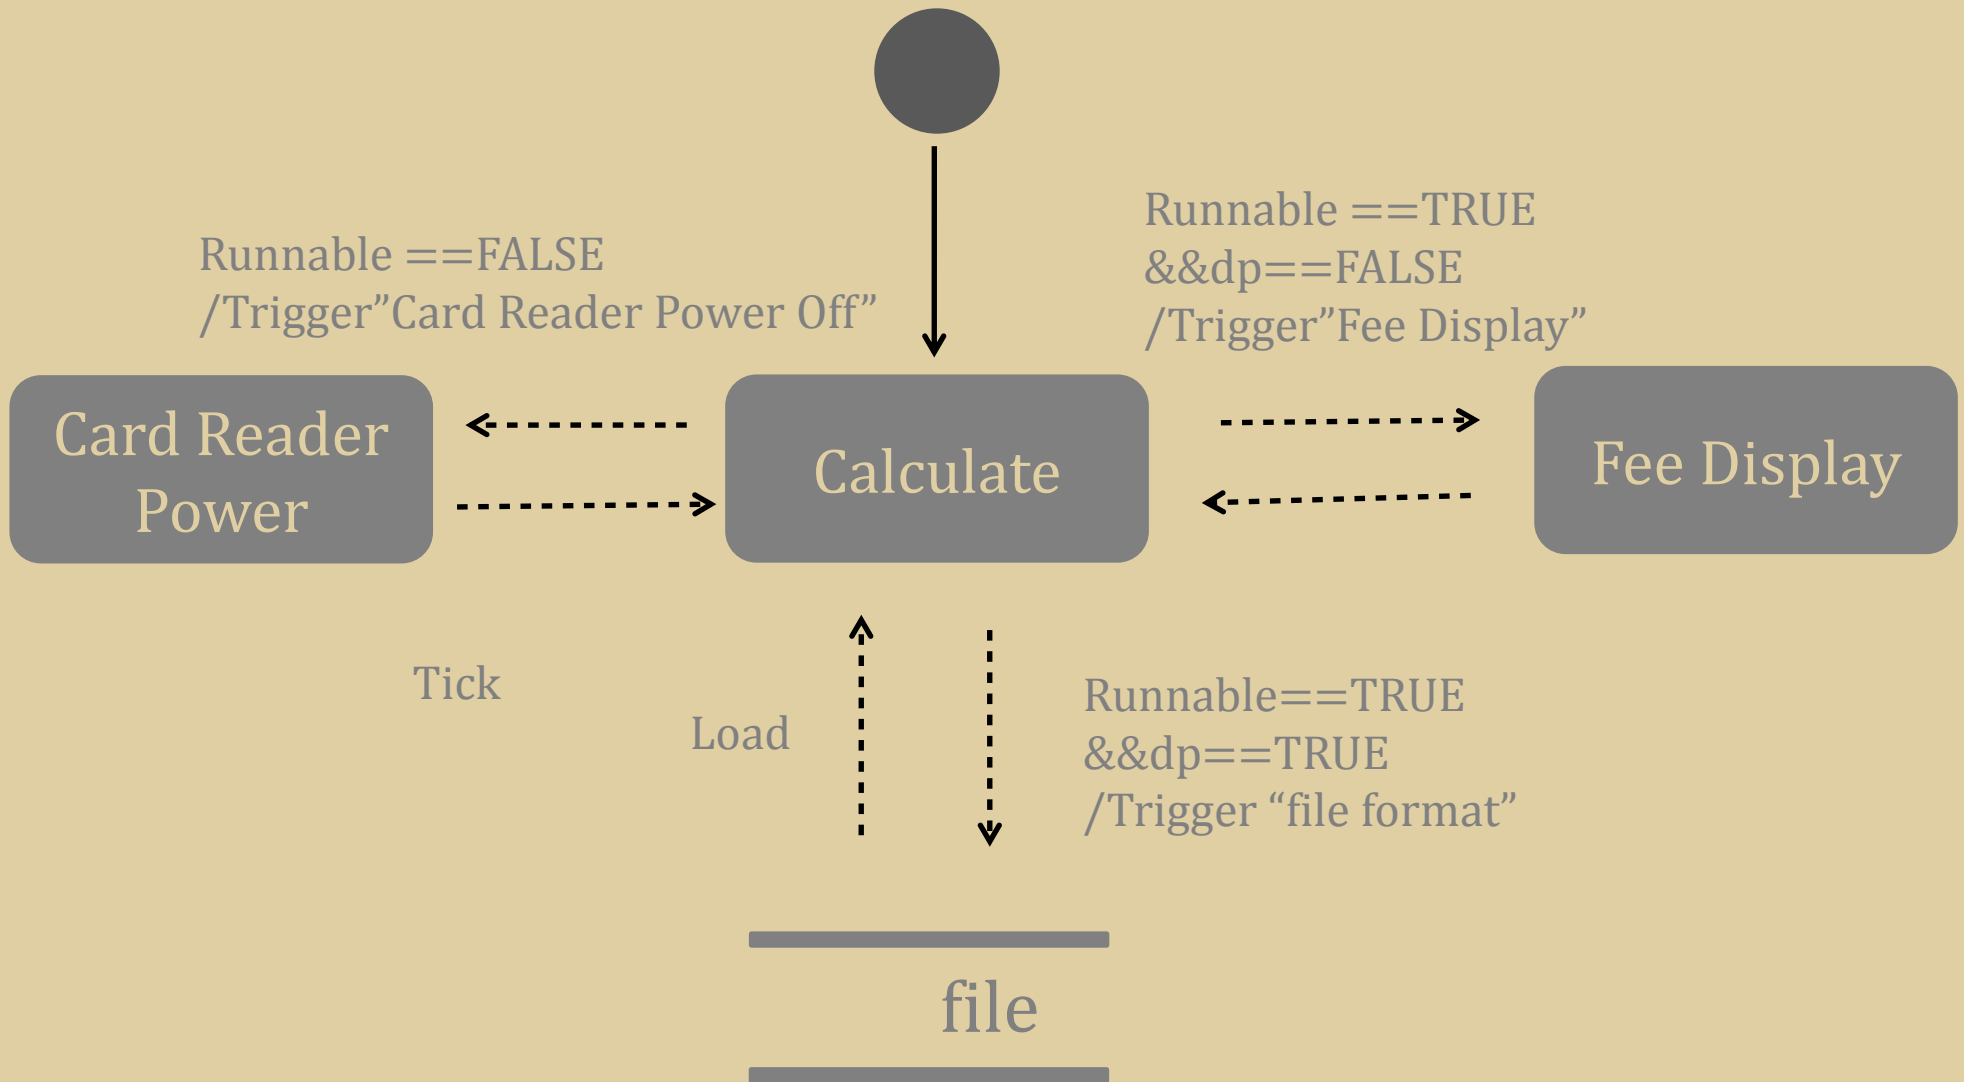 Runnable ==FALSE
/Trigger”Card Reader Power Off”
Runnable ==TRUE
&&dp==FALSE
/Trigger”Fee Display”
Card Reader
Power
Calculate
Fee Display
Tick
Load
Runnable==TRUE
&&dp==TRUE
/Trigger “file format”
file